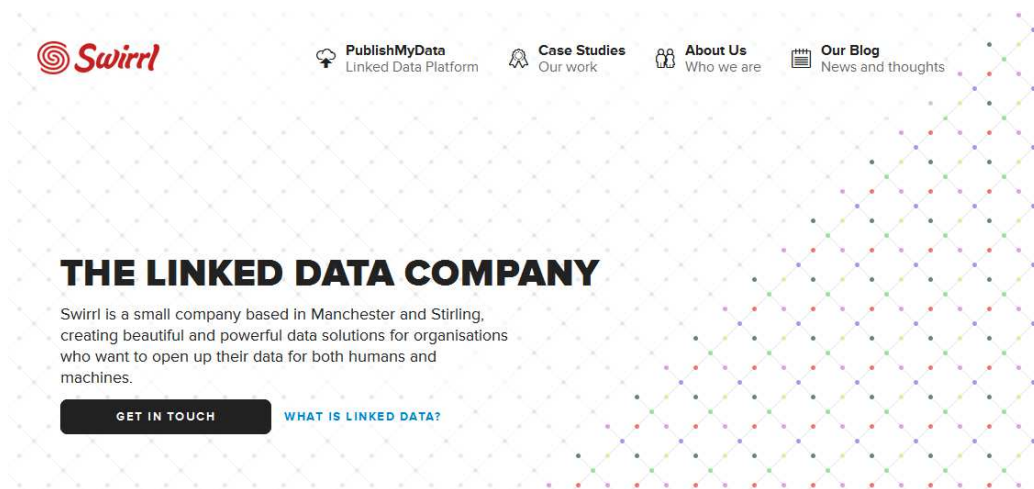 Swirrl
PublishMyData
Linked Data Platform
Case Studies
Our work
About Us
Who we are
Our Blog
News and thoughts
THE LINKED DATA COMPANY
Swirrl is a small company based in Manchester and Stirling,
creating beautiful and powerful data solutions for organisations
who want to open up their data for both humans and
machines.
GET IN TOUCH
WHAT IS LINKED DATA?